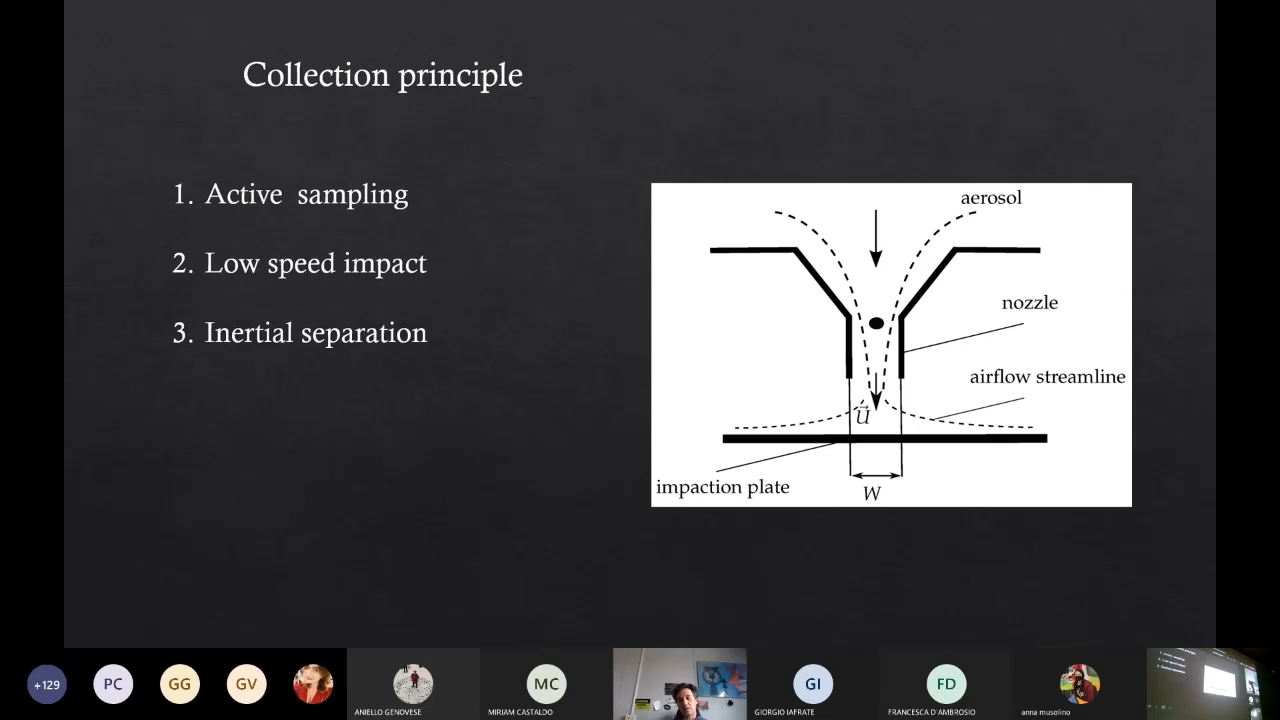 Collection principle
1. Active sampling
2. Low speed impact
3. Inertial separation
aerosol
nozzle
airflow streamline
u⃗
impaction plate
W
+129
PC
GG
GV
ANIELLO GENOVESE
MC
MIRIAM CASTALDO
GI
GIORGIO IAFRATE
FD
FRANCESCA D'AMBROSIO
anna musolino